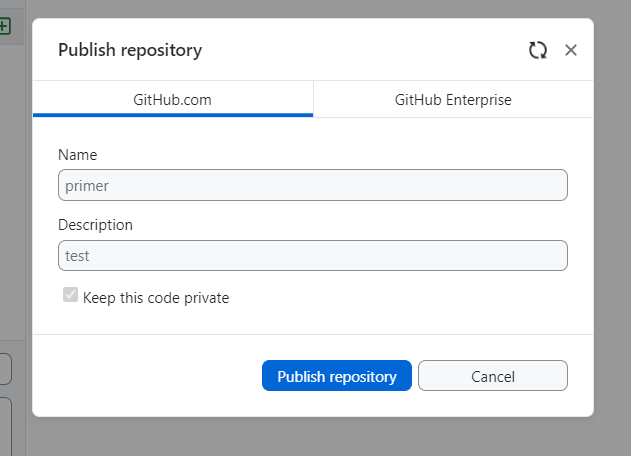 Publish repository
GitHub.com
GitHub Enterprise
Name
primer
Description
test
Keep this code private
Publish repository
Cancel